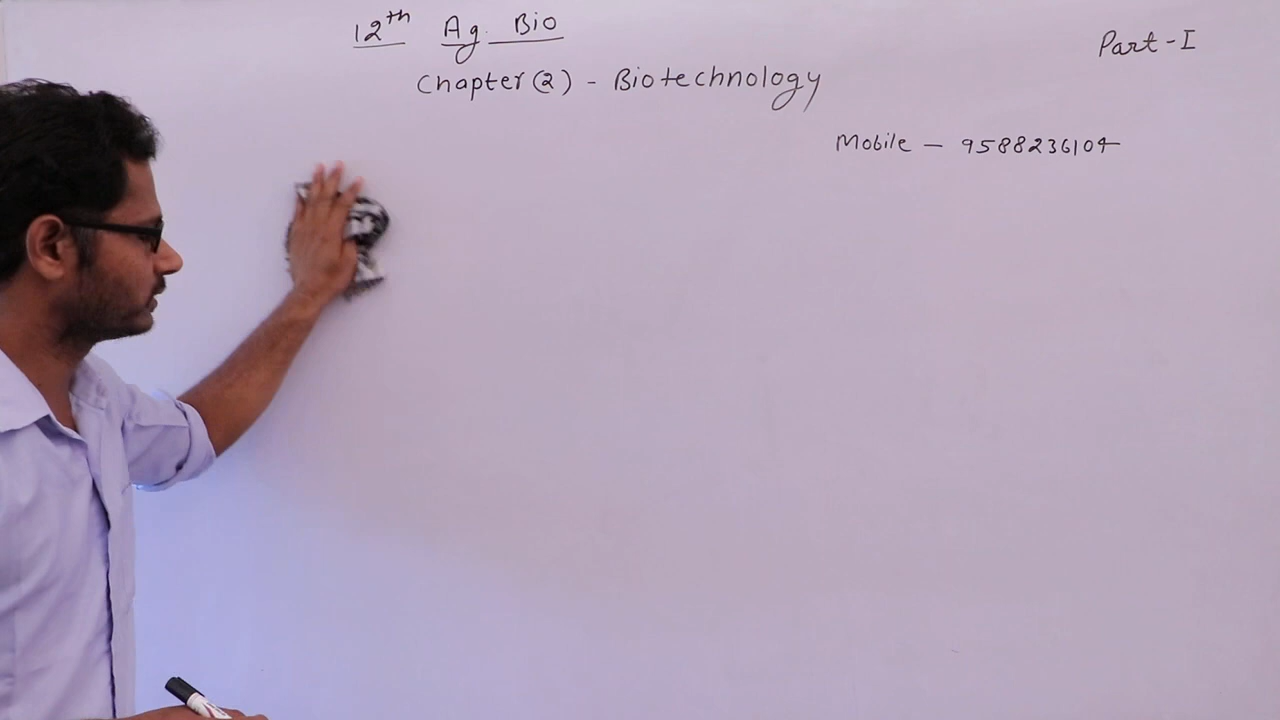 12th Ag. Bio
Part-I
Chapter (2) - Biotechnology
Mobile - 9588236104